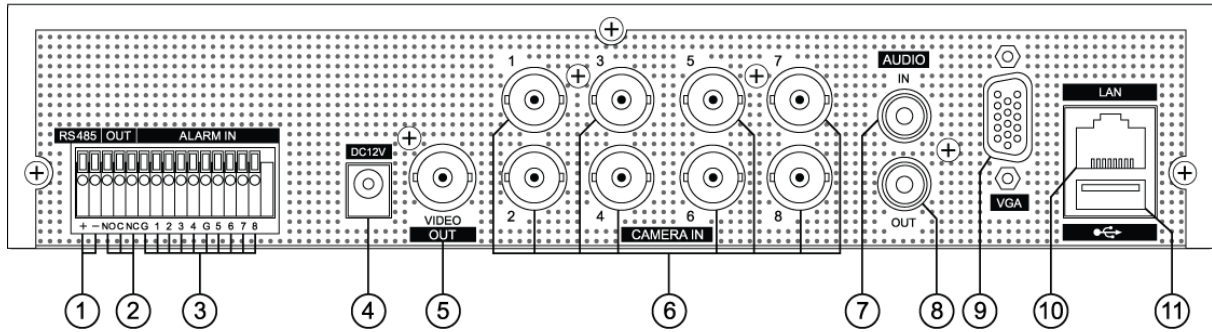 1 3 5 7
AUDIO
IN
LAN
RS485 OUT ALARM IN
DC12V
VGA
2 4 6 8
VIDEO
OUT
CAMERA IN
OUT
+ − NO C NC G 1 2 3 4 G 5 6 7 8
1 2 3 4 5 6 7 8 9 10 11